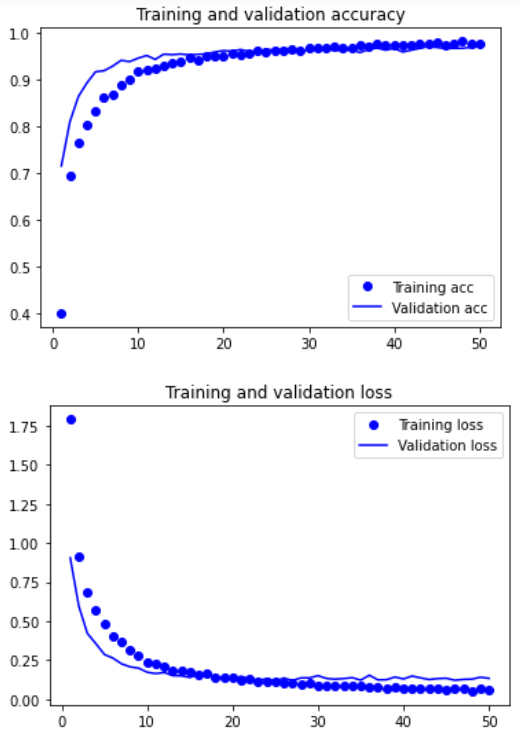 Training and validation accuracy
1.0
0.9
0.8
0.7
0.6
0.5
0.4
Training acc
Validation acc
0 10 20 30 40 50
Training and validation loss
1.75
1.50
1.25
1.00
0.75
0.50
0.25
0.00
Training loss
Validation loss
0 10 20 30 40 50